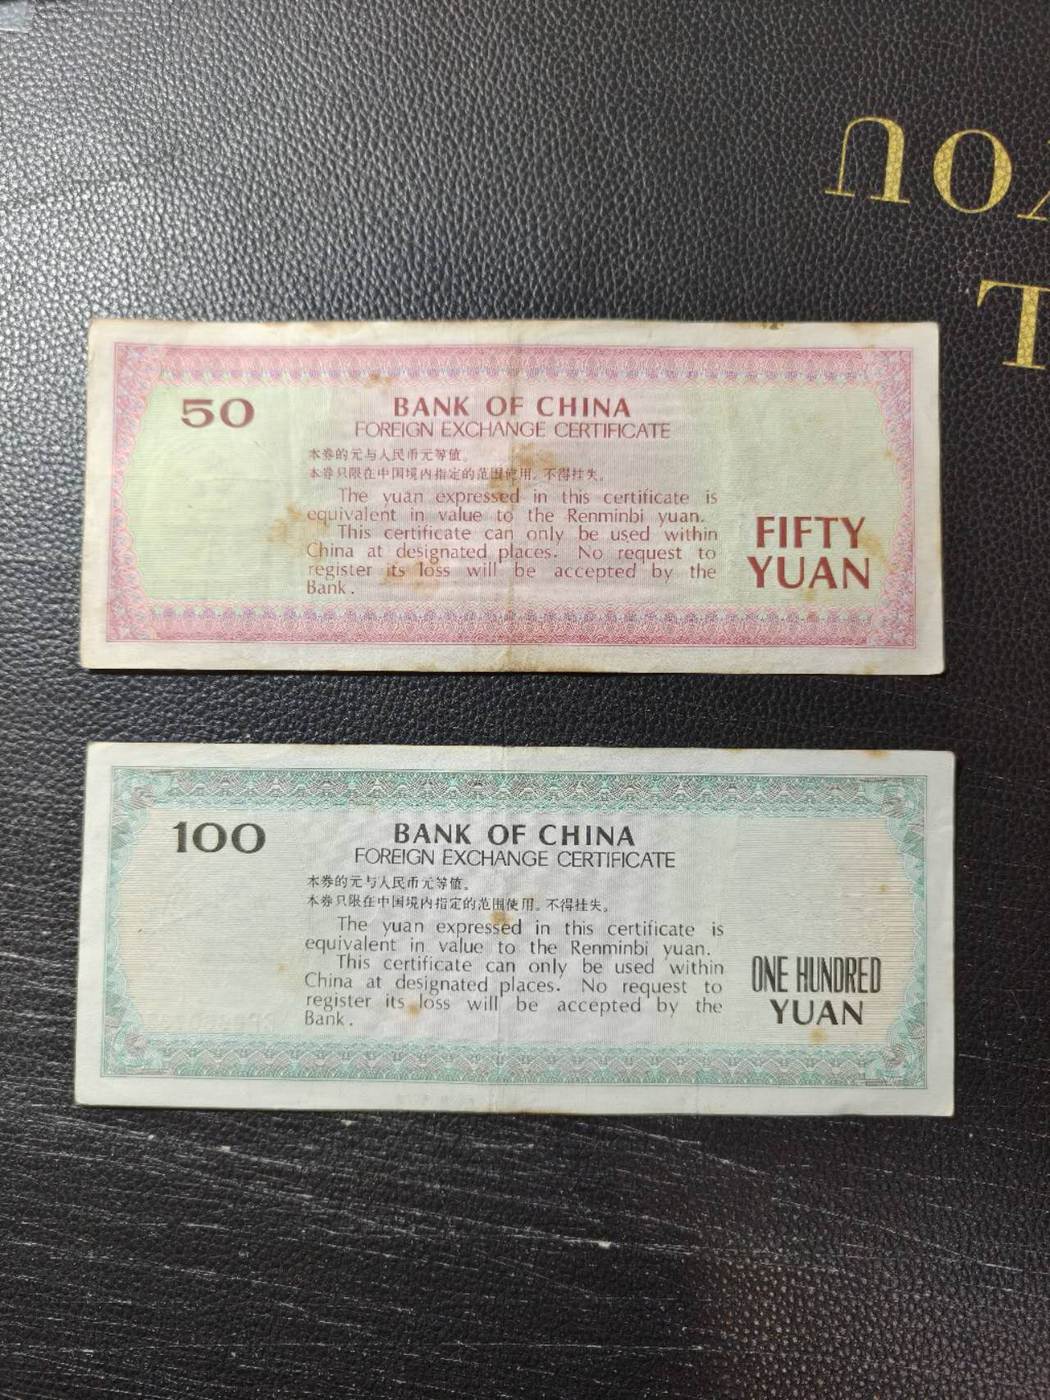 50
BANK OF CHINA
FOREIGN EXCHANGE CERTIFICATE
本券的元与人民币元等值。
本券只限在中国境内指定的范围使用。不得挂失。
The yuan expressed in this certificate is
equivalent in value to the Renminbi yuan.
This certificate can only be used within
China at designated places. No request to
register its loss will be accepted by the
Bank.
FIFTY
YUAN
100
BANK OF CHINA
FOREIGN EXCHANGE CERTIFICATE
本券的元与人民币元等值。
本券只限在中国境内指定的范围使用。不得挂失。
The yuan expressed in this certificate is
equivalent in value to the Renminbi yuan.
This certificate can only be used within
China at designated places. No request to
register its loss will be accepted by the
Bank.
ONE HUNDRED
YUAN